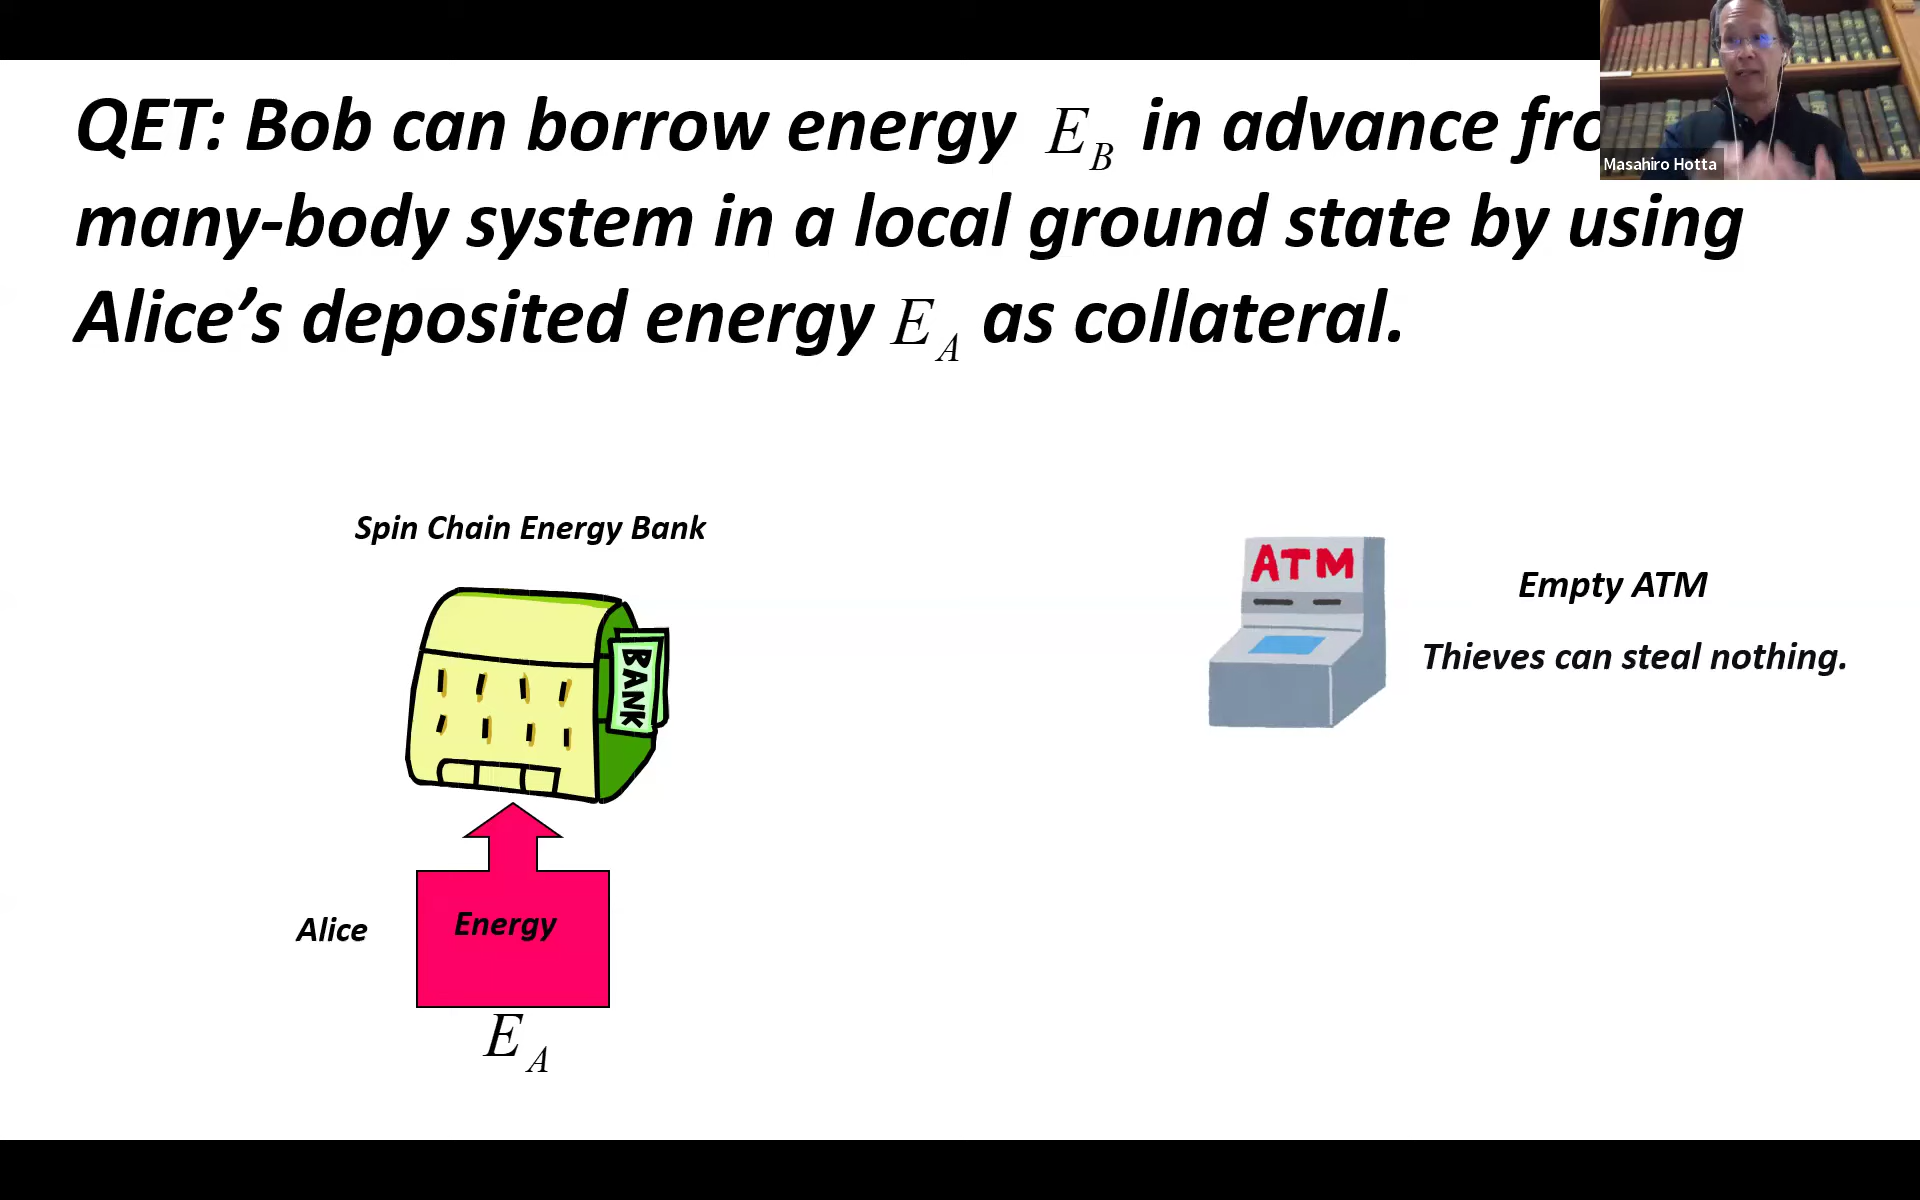 QET: Bob can borrow energy E_B in advance fro
many-body system in a local ground state by using
Alice’s deposited energy E_A as collateral.
Masahiro Hotta
Spin Chain Energy Bank
BANK
ATM
Empty ATM
Thieves can steal nothing.
Alice
Energy
E_A